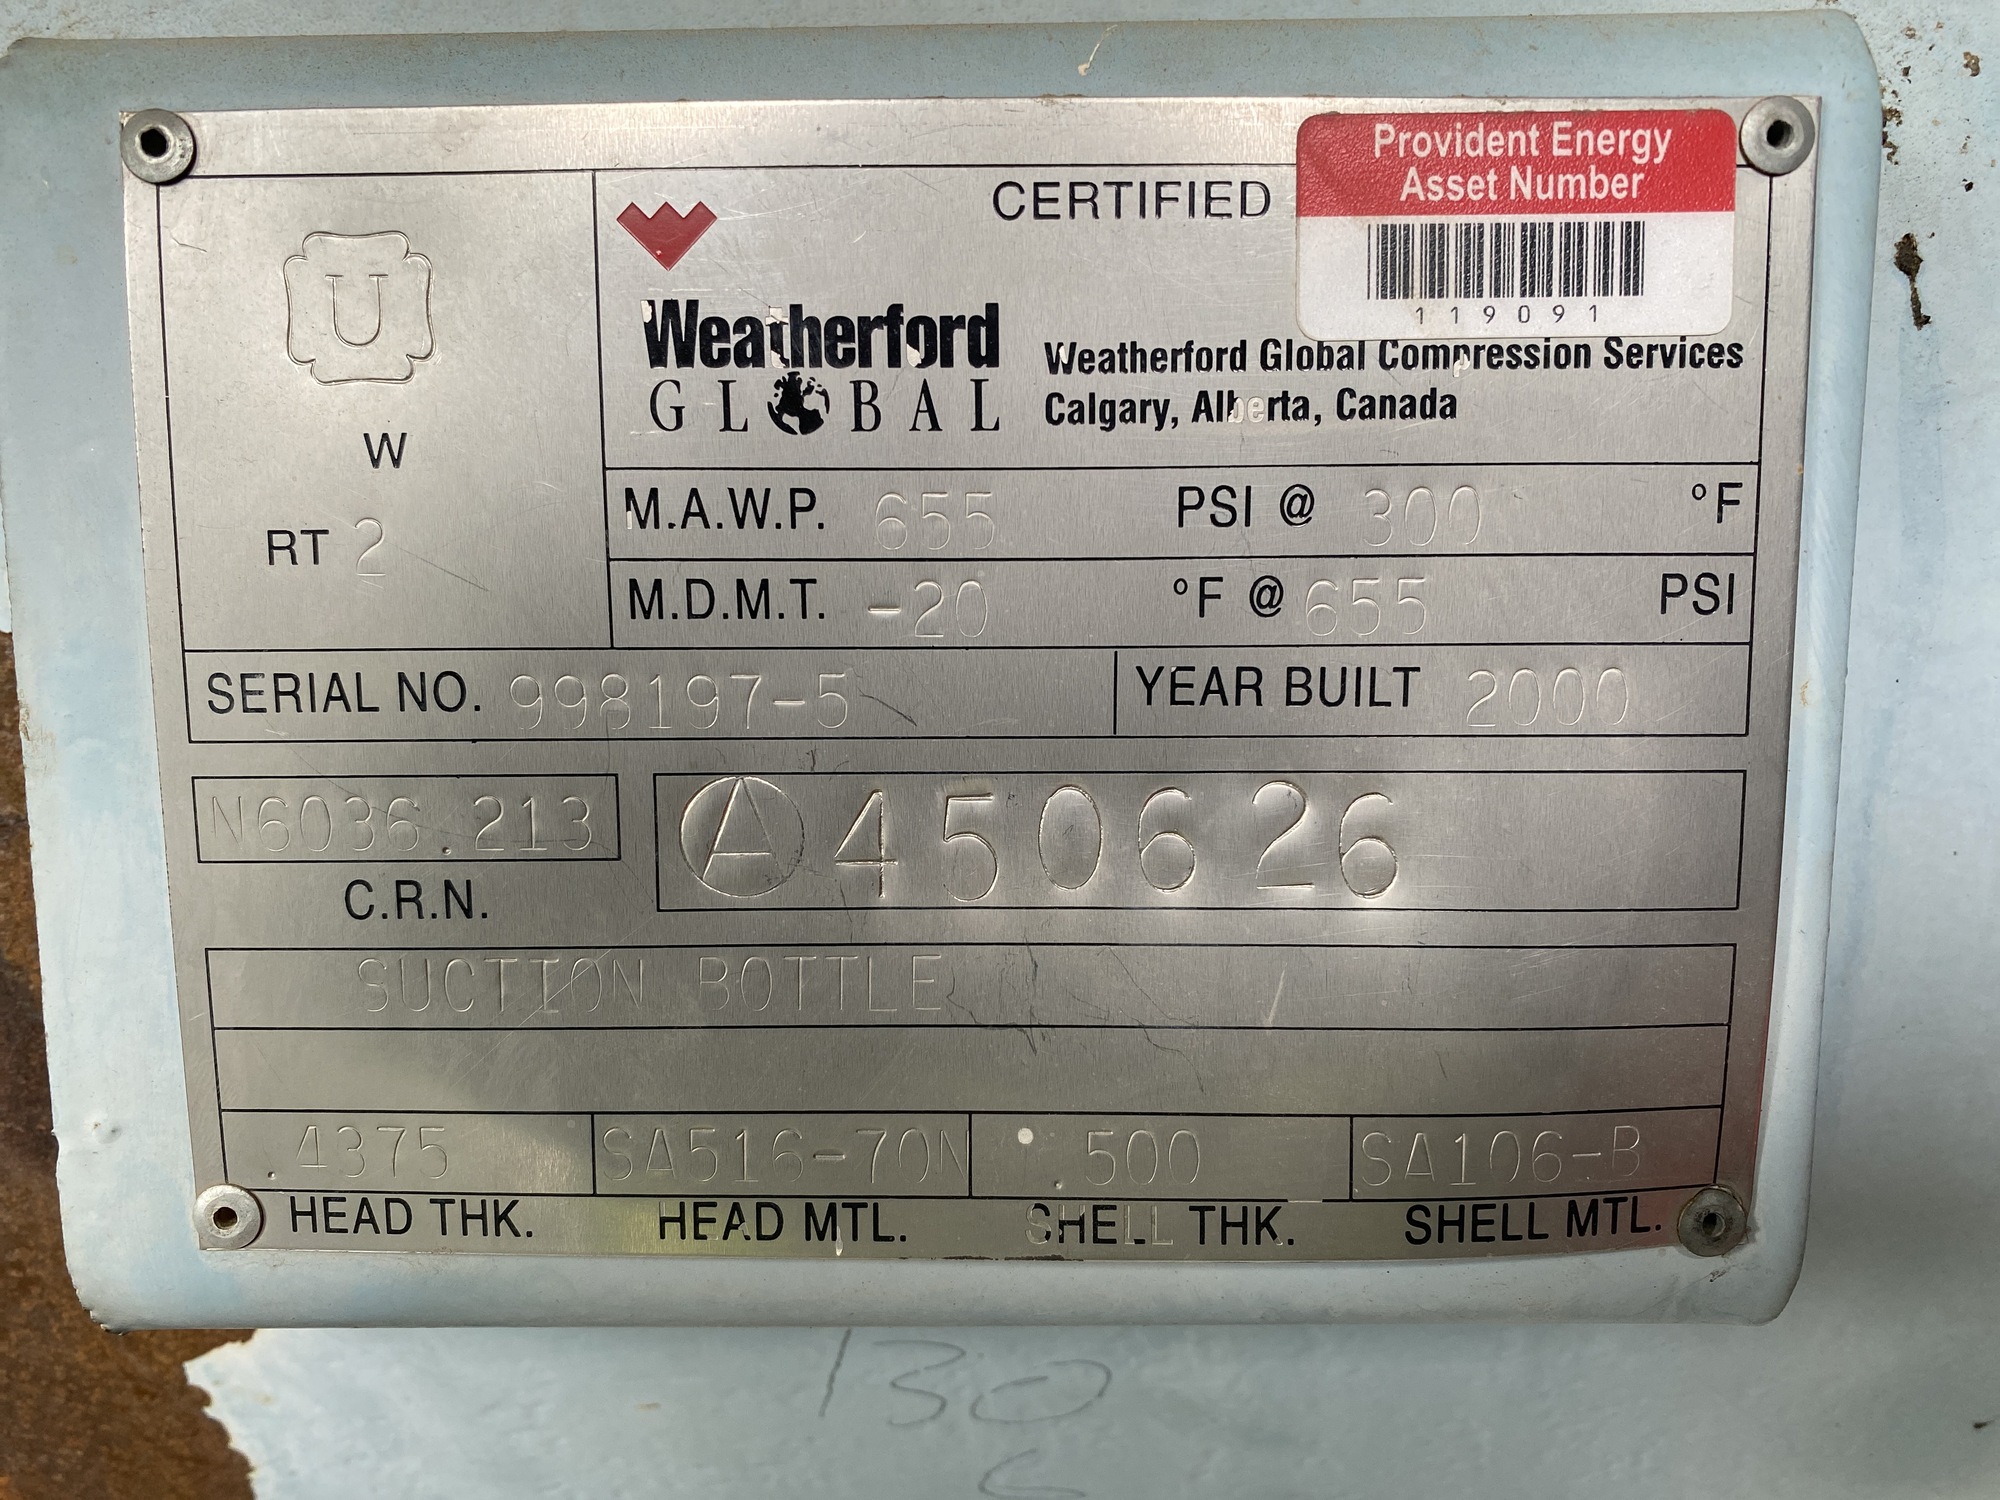 Provident Energy
Asset Number
119091
CERTIFIED
U
W
RT 2
Weatherford
GLOBAL
Weatherford Global Compression Services
Calgary, Alberta, Canada
M.A.W.P. 655 PSI @ 300 °F
M.D.M.T. -20 °F @ 655 PSI
SERIAL NO. 998197-5 YEAR BUILT 2000
N6036.213
C.R.N.
A 450626
SUCTION BOTTLE
.4375 SA516-70N .500 SA106-B
HEAD THK. HEAD MTL. SHELL THK. SHELL MTL.
130